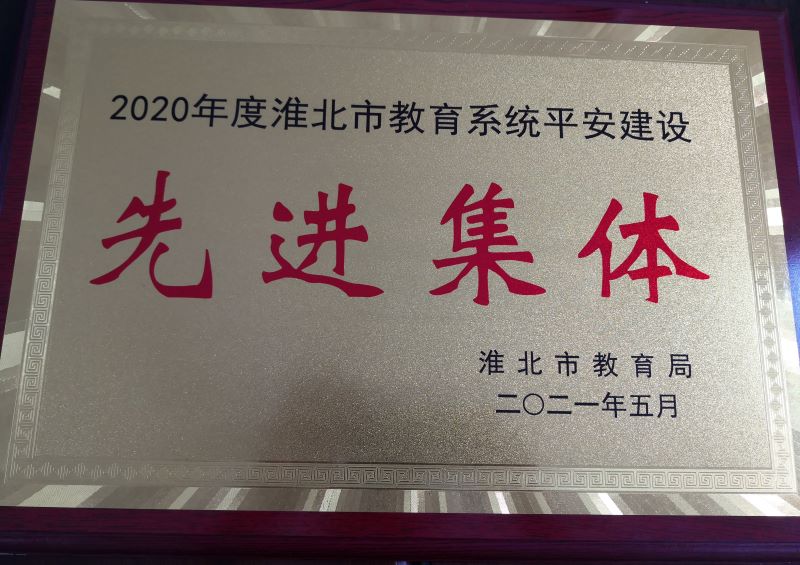 2020年度淮北市教育系统平安建设
先进集体
淮北市教育局
二〇二一年五月